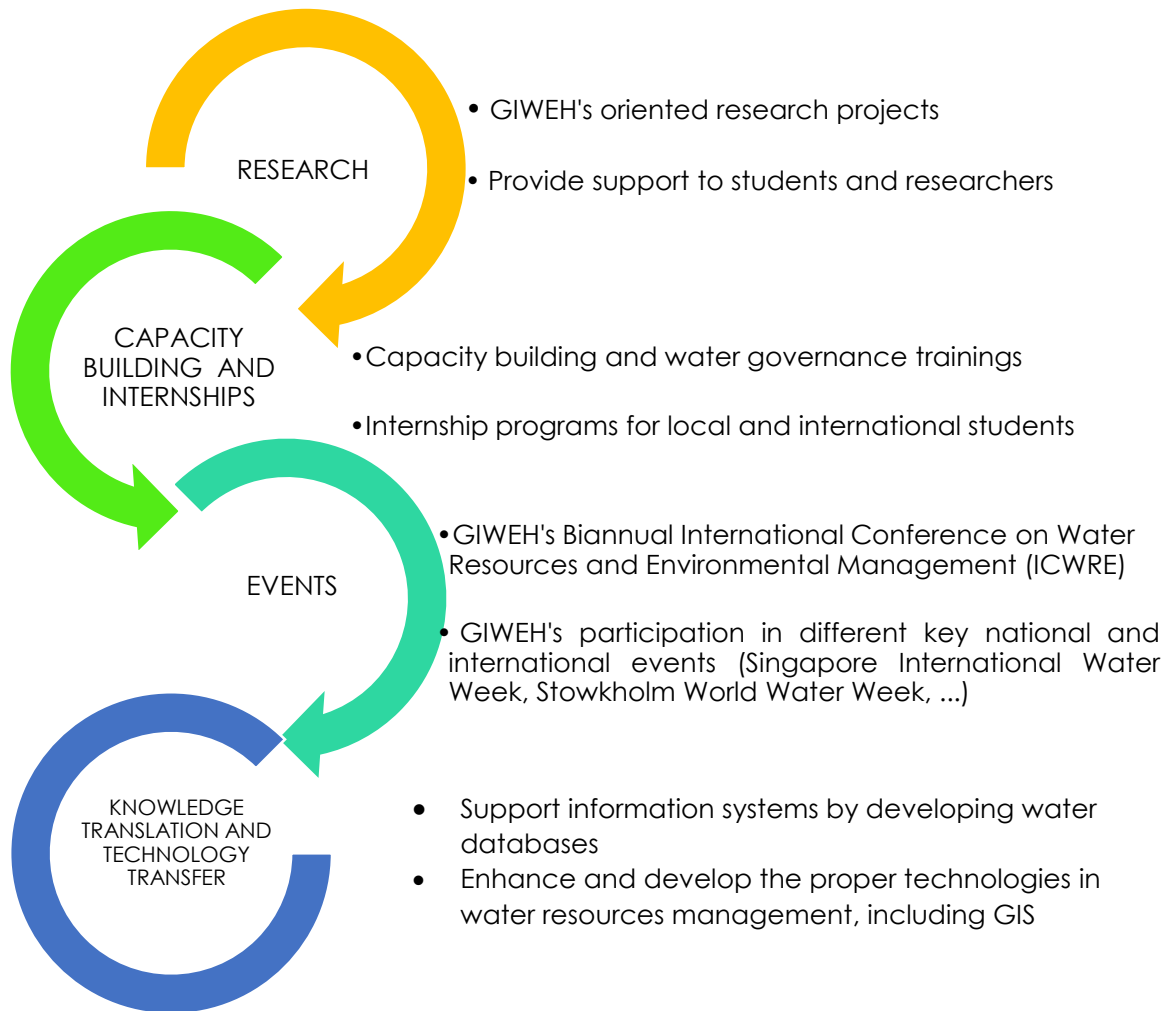 RESEARCH
• GIWEH's oriented research projects
• Provide support to students and researchers
CAPACITY
BUILDING AND
INTERNSHIPS
•Capacity building and water governance trainings
•Internship programs for local and international students
EVENTS
•GIWEH's Biannual International Conference on Water
Resources and Environmental Management (ICWRE)
• GIWEH's participation in different key national and
international events (Singapore International Water
Week, Stowkholm World Water Week, ...)
KNOWLEDGE
TRANSLATION AND
TECHNOLOGY
TRANSFER
• Support information systems by developing water
databases
• Enhance and develop the proper technologies in
water resources management, including GIS